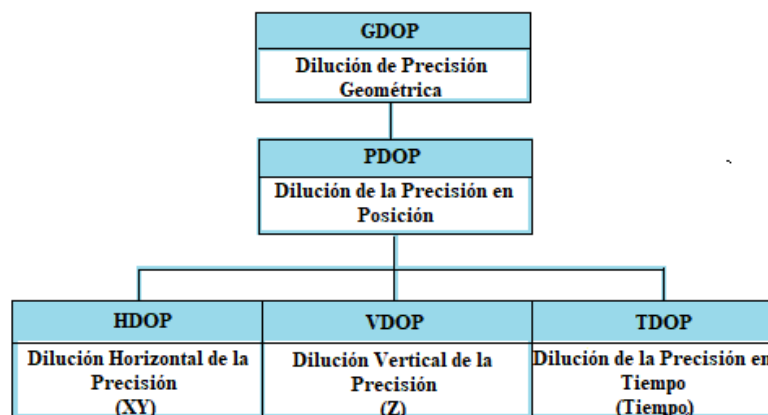 GDOP
Dilución de Precisión
Geométrica
PDOP
Dilución de la Precisión en
Posición
HDOP
Dilución Horizontal de la
Precisión
(XY)
VDOP
Dilución Vertical de la
Precisión
(Z)
TDOP
Dilución de la Precisión en
Tiempo
(Tiempo)